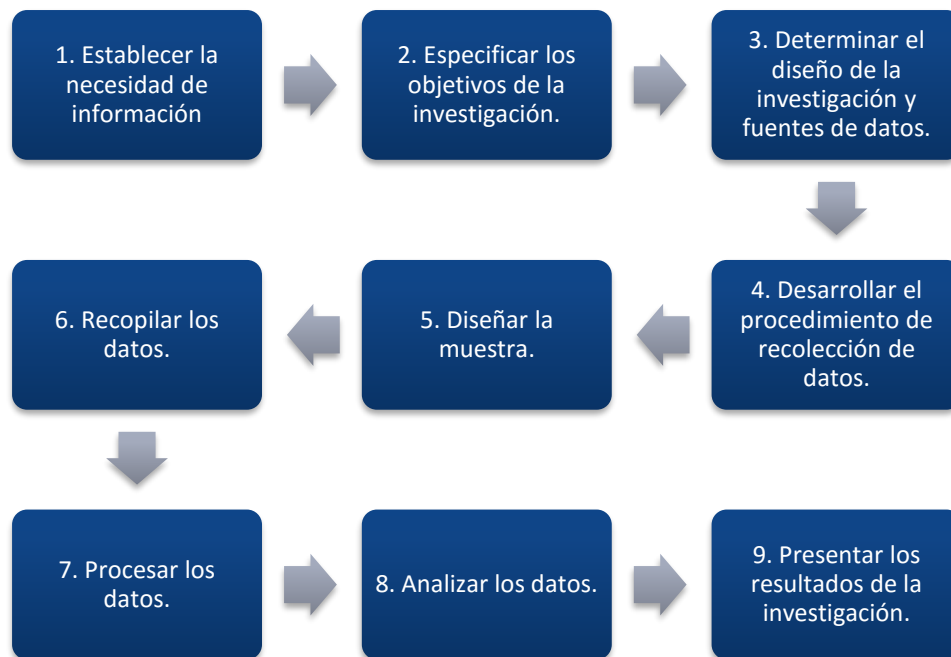 1. Establecer la
necesidad de
información
2. Especificar los
objetivos de la
investigación.
3. Determinar el
diseño de la
investigación y
fuentes de datos.
4. Desarrollar el
procedimiento de
recolección de
datos.
5. Diseñar la
muestra.
6. Recopilar los
datos.
7. Procesar los
datos.
8. Analizar los datos.
9. Presentar los
resultados de la
investigación.